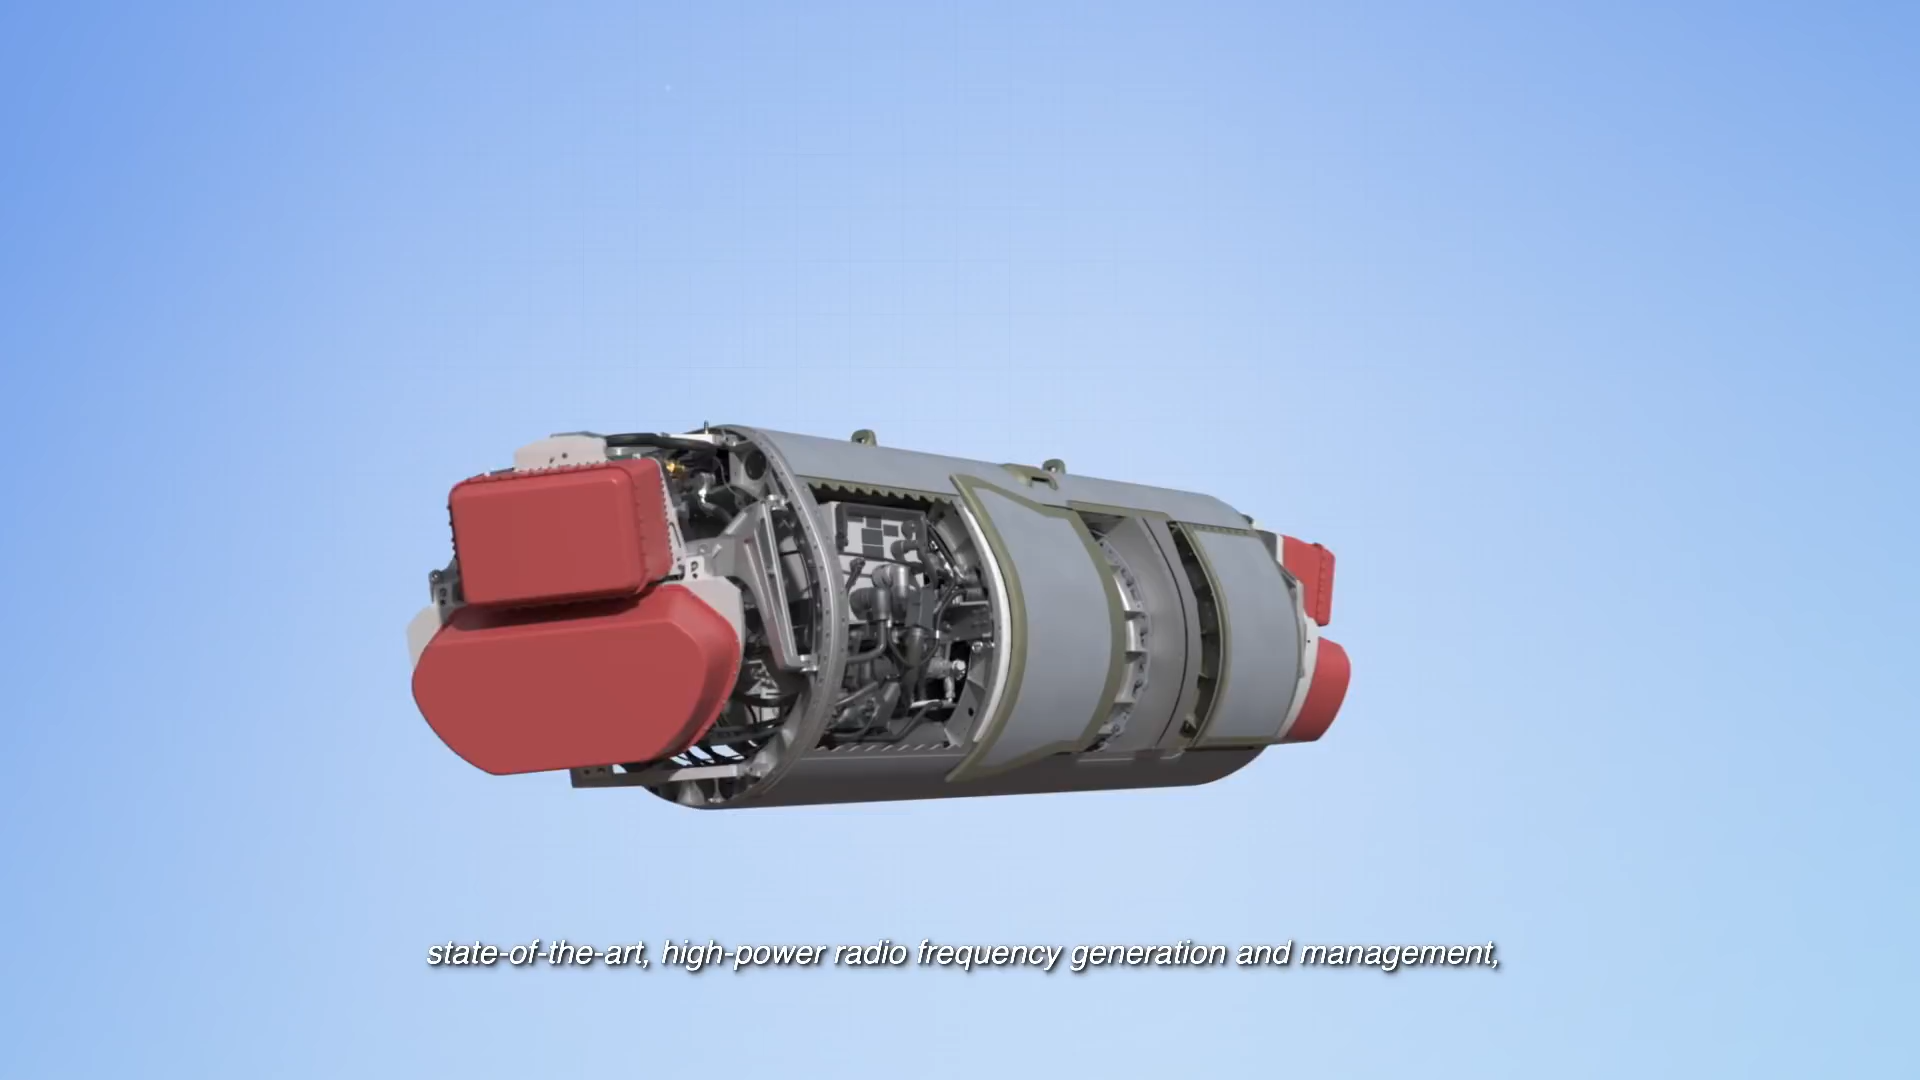 state-of-the-art, high-power radio frequency generation and management,